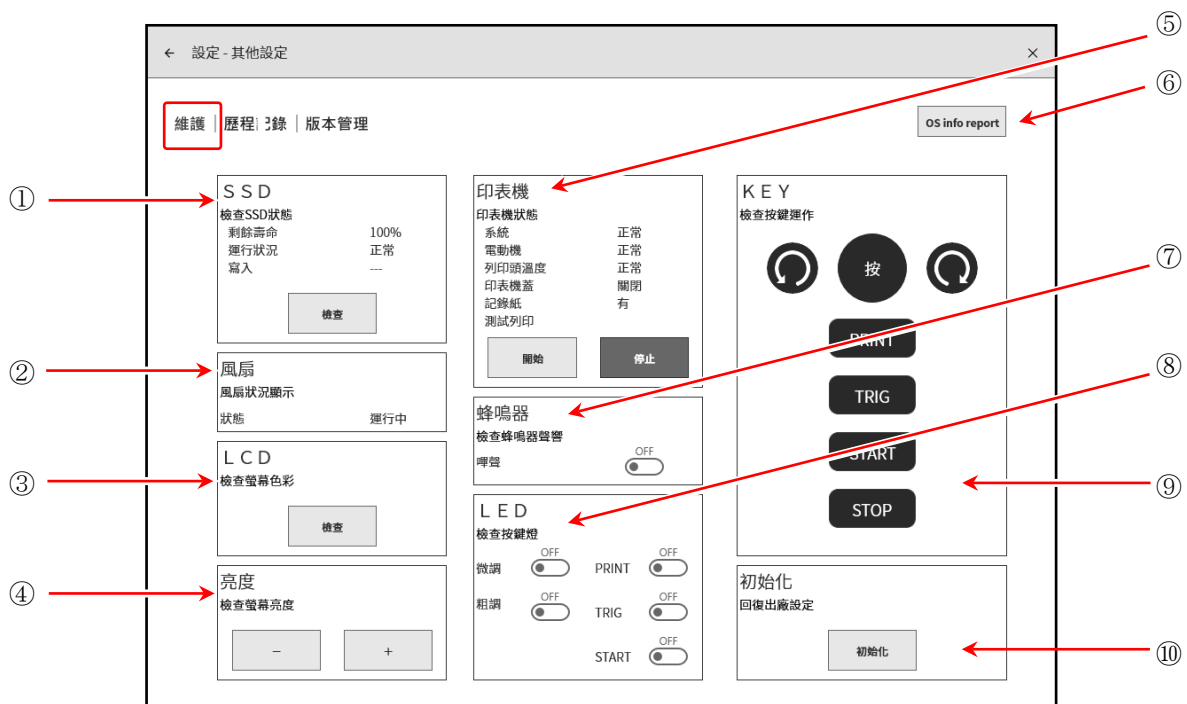 ⑤
← 設定 - 其他設定 ×
⑥
維護 | 歷程記錄 | 版本管理
OS info report
①
ＳＳＤ
檢查SSD狀態
剩餘壽命 100%
運行狀況 正常
寫入 ---
檢查
②
風扇
風扇狀況顯示
狀態 運行中
③
ＬＣＤ
檢查螢幕色彩
檢查
④
亮度
檢查螢幕亮度
− +
印表機
印表機狀態
系統 正常
電動機 正常
列印頭溫度 正常
印表機蓋 關閉
記錄紙 有
測試列印
開始 停止
蜂鳴器
檢查蜂鳴器聲響
嗶聲 OFF
ＬＥＤ
檢查按鍵燈
OFF OFF
微調 PRINT
OFF OFF
粗調 TRIG
OFF
START
ＫＥＹ
檢查按鍵運作
按
PRINT
TRIG
START
STOP
初始化
回復出廠設定
初始化
⑦
⑧
⑨
⑩